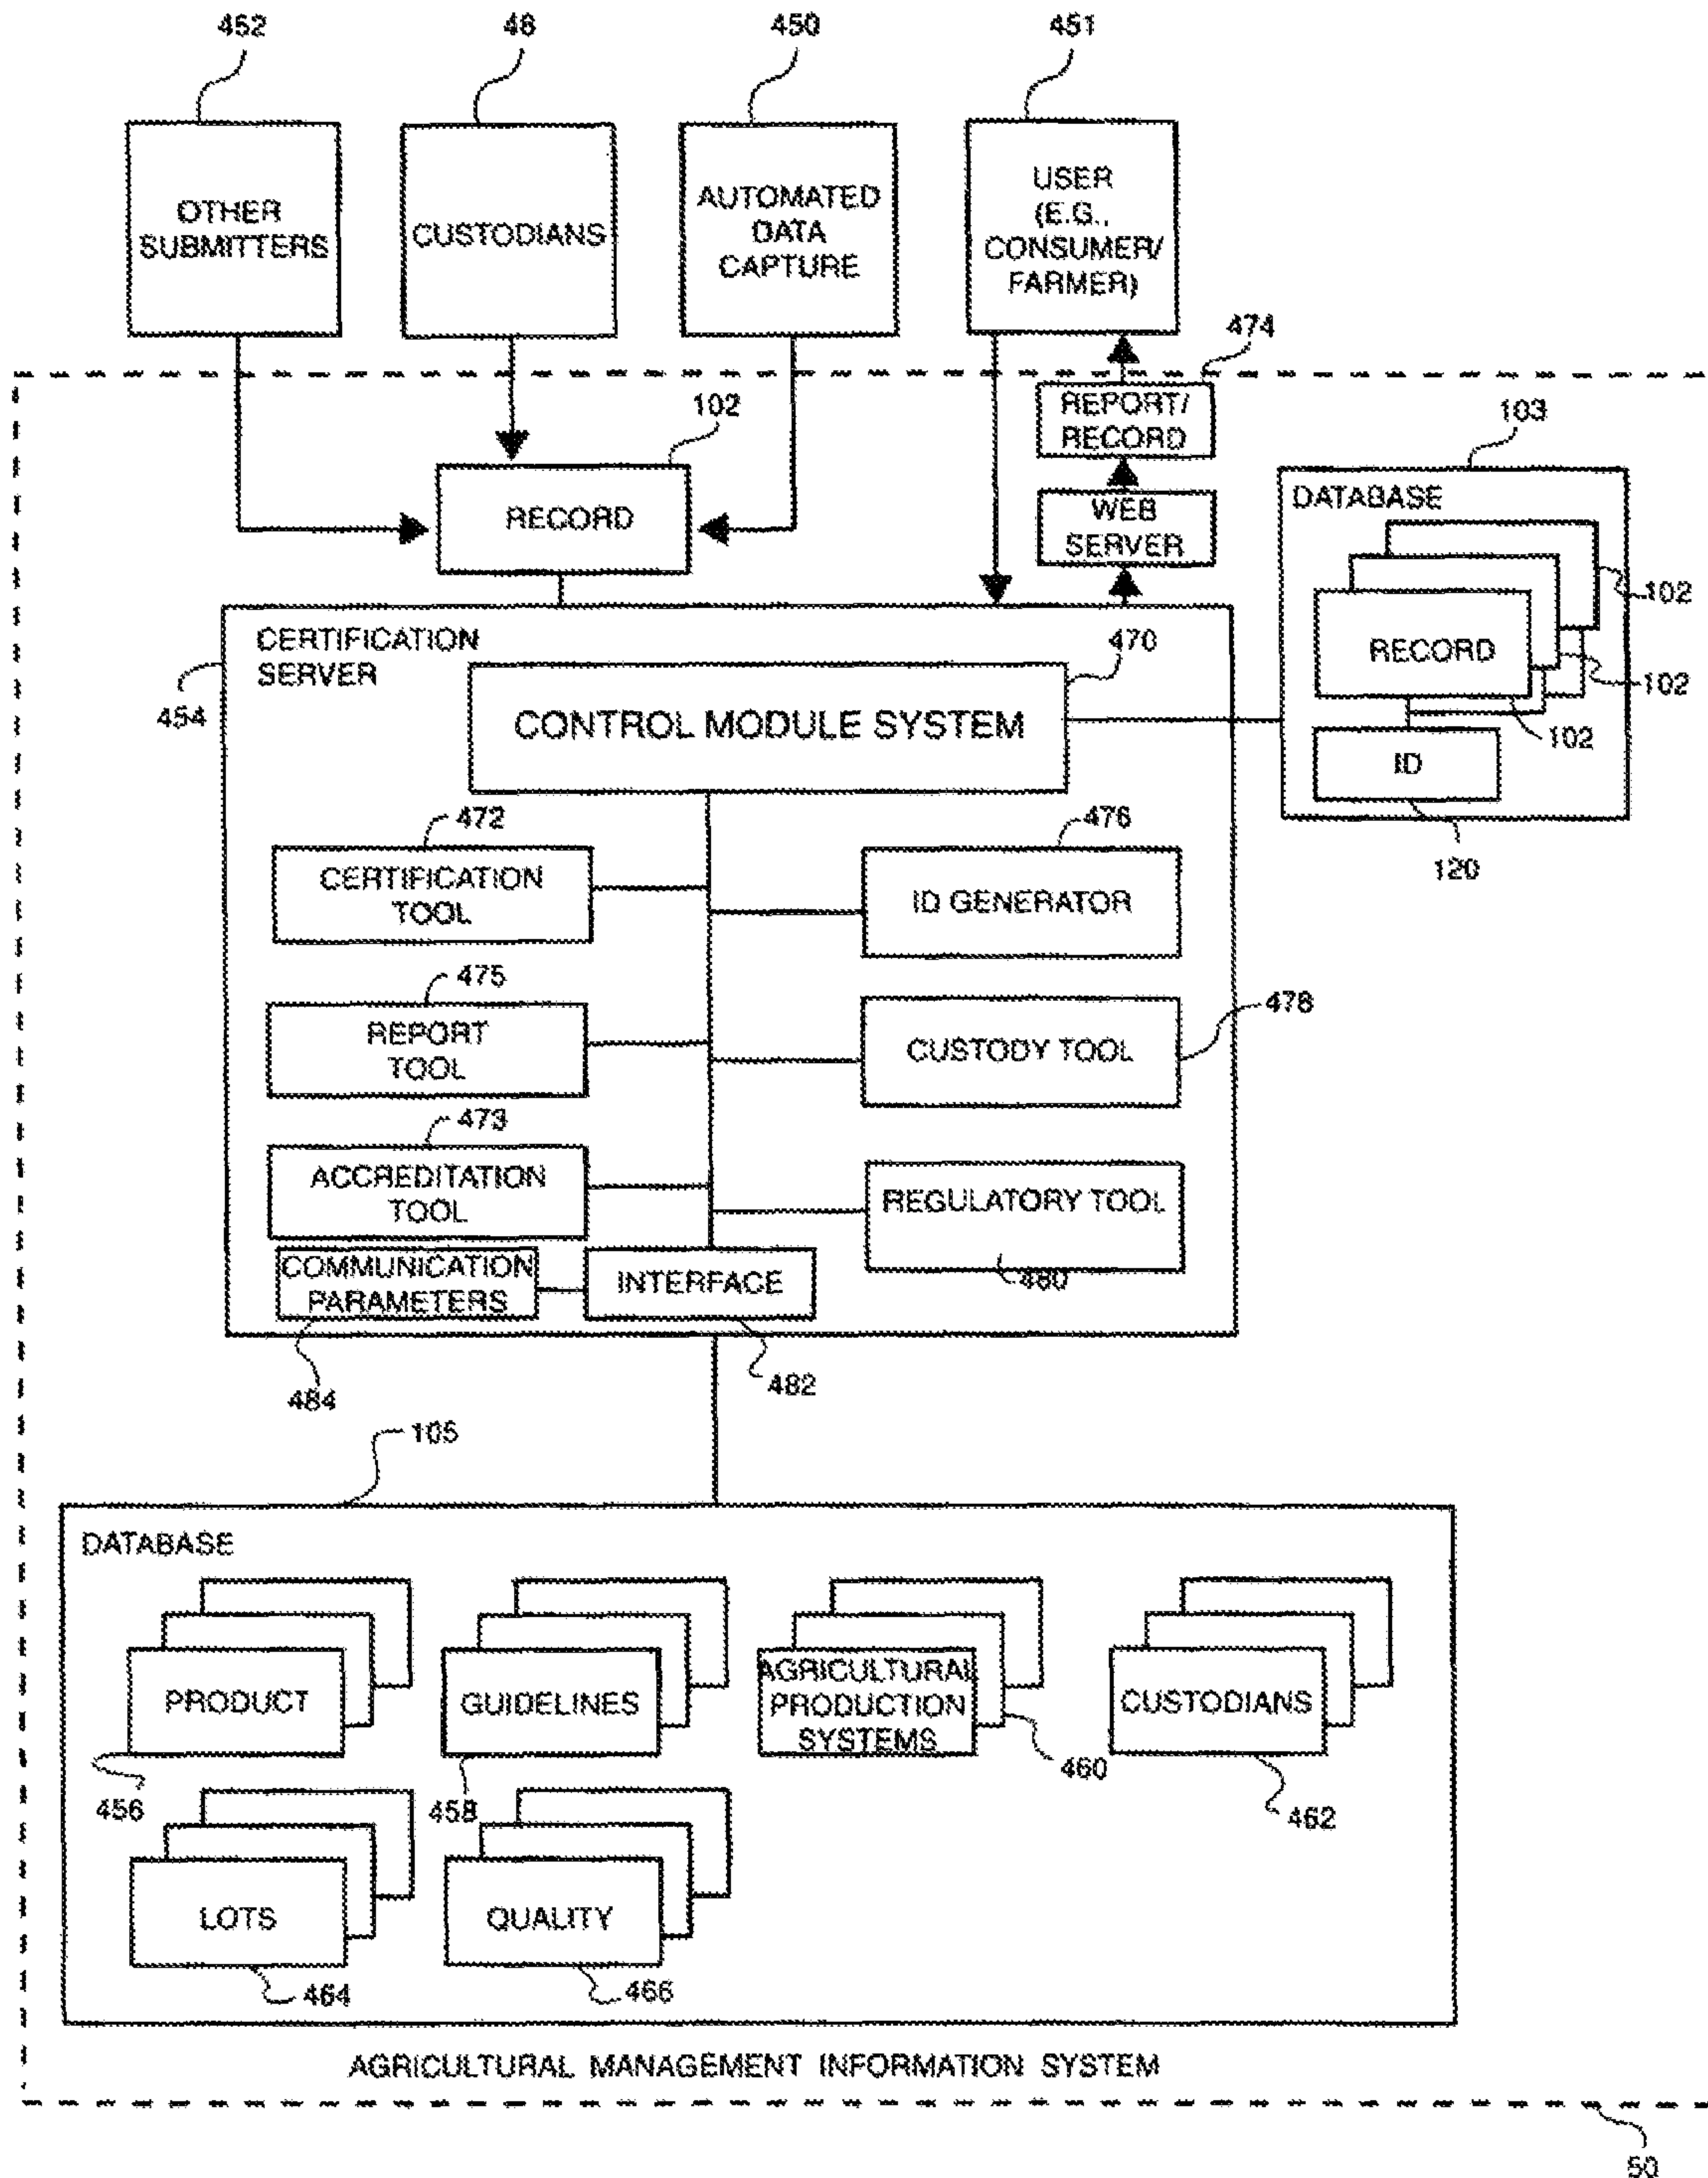 452
46
450
451
OTHER
SUBMITTERS
CUSTODIANS
AUTOMATED
DATA
CAPTURE
USER
(E.G.,
CONSUMER/
FARMER)
474
102
REPORT/
RECORD
103
RECORD
WEB
SERVER
DATABASE
102
RECORD
102
102
ID
120
CERTIFICATION
SERVER
454
470
CONTROL MODULE SYSTEM
472
476
CERTIFICATION
TOOL
ID GENERATOR
475
478
REPORT
TOOL
CUSTODY TOOL
473
ACCREDITATION
TOOL
REGULATORY TOOL
480
COMMUNICATION
PARAMETERS
INTERFACE
484
482
105
DATABASE
PRODUCT
GUIDELINES
AGRICULTURAL
PRODUCTION
SYSTEMS
CUSTODIANS
456
458
460
462
LOTS
QUALITY
464
466
AGRICULTURAL MANAGEMENT INFORMATION SYSTEM
50